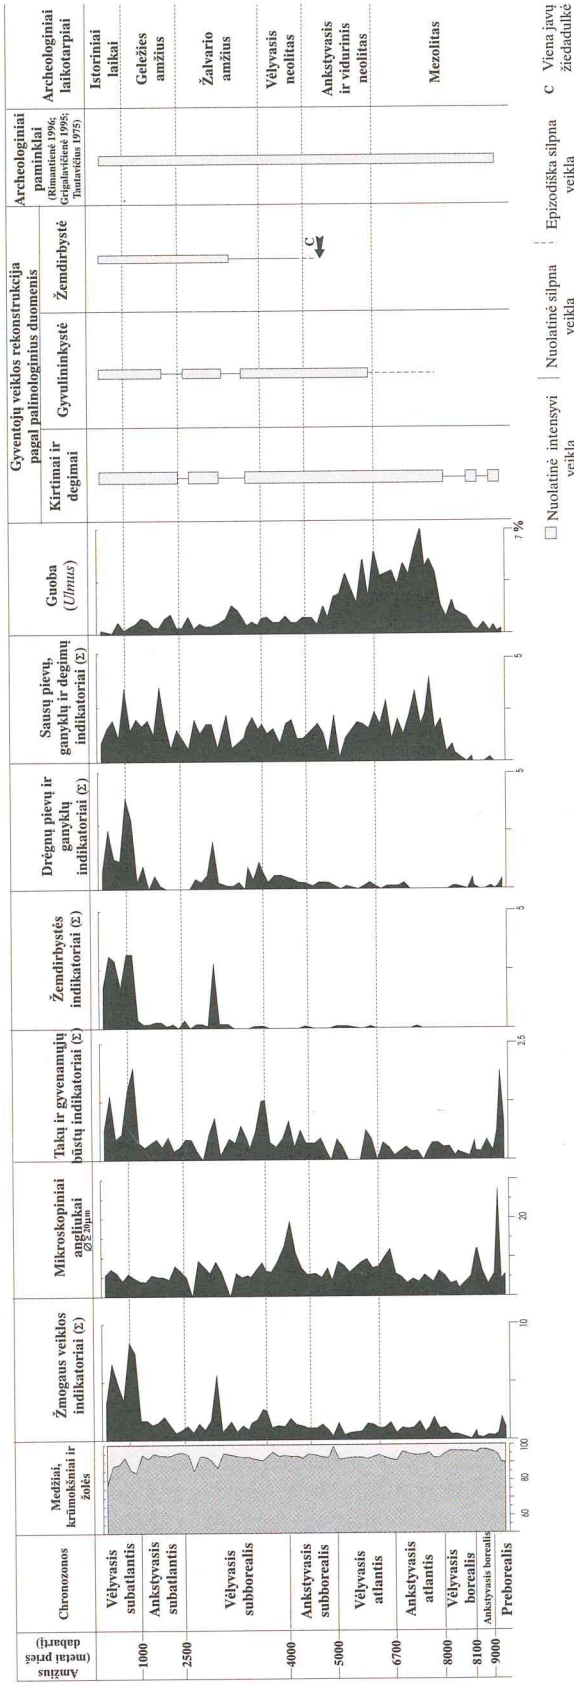 Amžius
(metai prieš
dabartį)
Chronozonos
Medžiai,
krūmokšniai ir
žolės
Žmogaus veiklos
indikatoriai (Σ)
Mikroskopiniai
angliukai
Ø≥20μm
Takų ir gyvenamųjų
būstų indikatoriai (Σ)
Žemdirbystės
indikatoriai (Σ)
Drėgnų pievų ir
ganyklų
indikatoriai (Σ)
Sausų pievų,
ganyklų ir degimų
indikatoriai (Σ)
Guoba
(Ulmus)
Gyventojų veiklos rekonstrukcija
pagal palinologinius duomenis
Kirtimai ir
degimai
Gyvulininkystė
Žemdirbystė
Archeologiniai
paminklai
(Rimantienė 1996;
Grigalavičienė 1995;
Tautavičius 1975)
Archeologiniai
laikotarpiai
Vėlyvasis
subatlantis
1000
Ankstyvasis
subatlantis
2500
Vėlyvasis
subborealis
4000
Ankstyvasis
subborealis
5000
Vėlyvasis
atlantis
6700
Ankstyvasis
atlantis
8000
Vėlyvasis
borealis
8100
Ankstyvasis borealis
9000
Preborealis
Istoriniai
laikai
Geležies
amžius
Žalvario
amžius
Vėlyvasis
neolitas
Ankstyvasis
ir vidurinis
neolitas
Mezolitas
C
60
80
90
100
10
2.5
5
5
5
7 %
Nuolatinė intensyvi
veikla
Nuolatinė silpna
veikla
Epizodiška silpna
veikla
C Viena javų
žiedadulkė